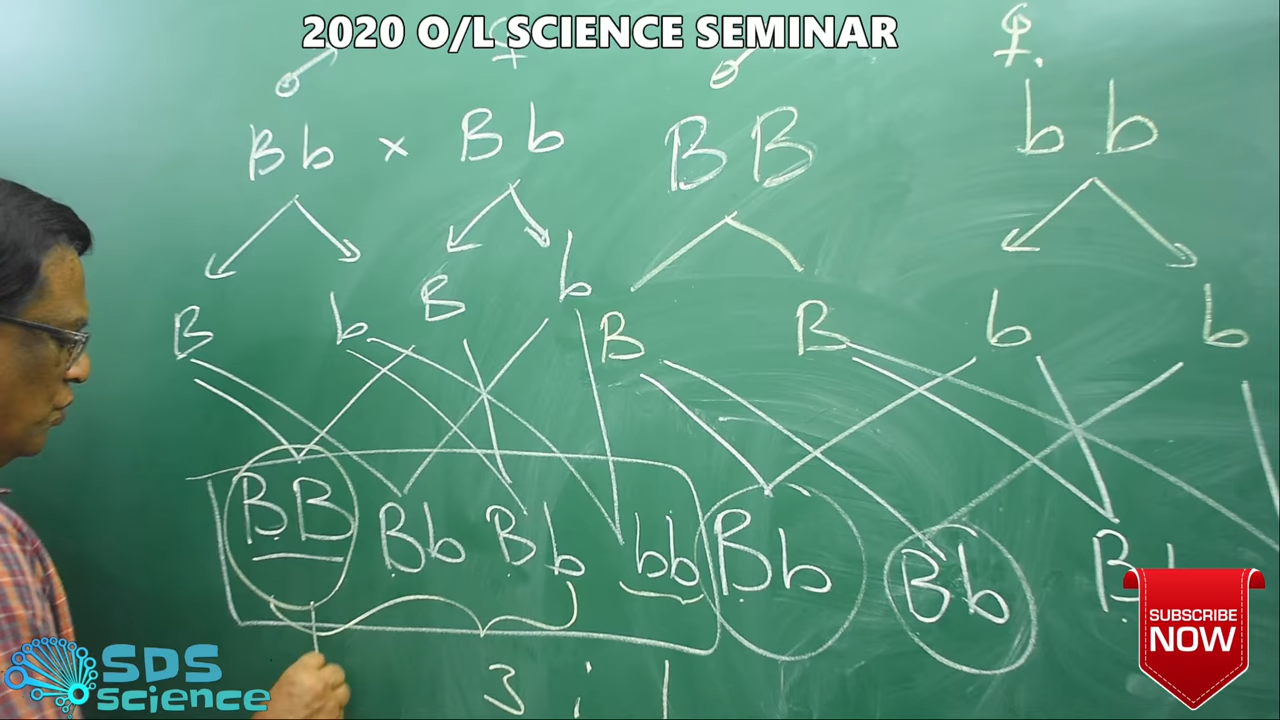 2020 O/L SCIENCE SEMINAR
♂ ♀ ♂ ♀
Bb × Bb BB bb
B b B b B B b b
BB Bb Bb bb Bb Bb B
3 : 1
SDS
science
SUBSCRIBE
NOW